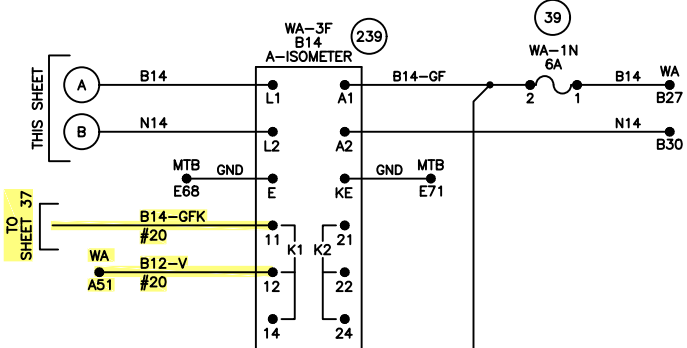 39
WA-3F
B14
A-ISOMETER
239
WA-1N
6A
THIS SHEET
A
B14
L1
A1
B14-GF
2
1
B14
WA
B27
B
N14
L2
A2
N14
B30
MTB
E68
GND
E
KE
GND
MTB
E71
TO
SHEET 37
B14-GFK
#20
11
K1
K2
21
WA
A51
B12-V
#20
12
22
14
24